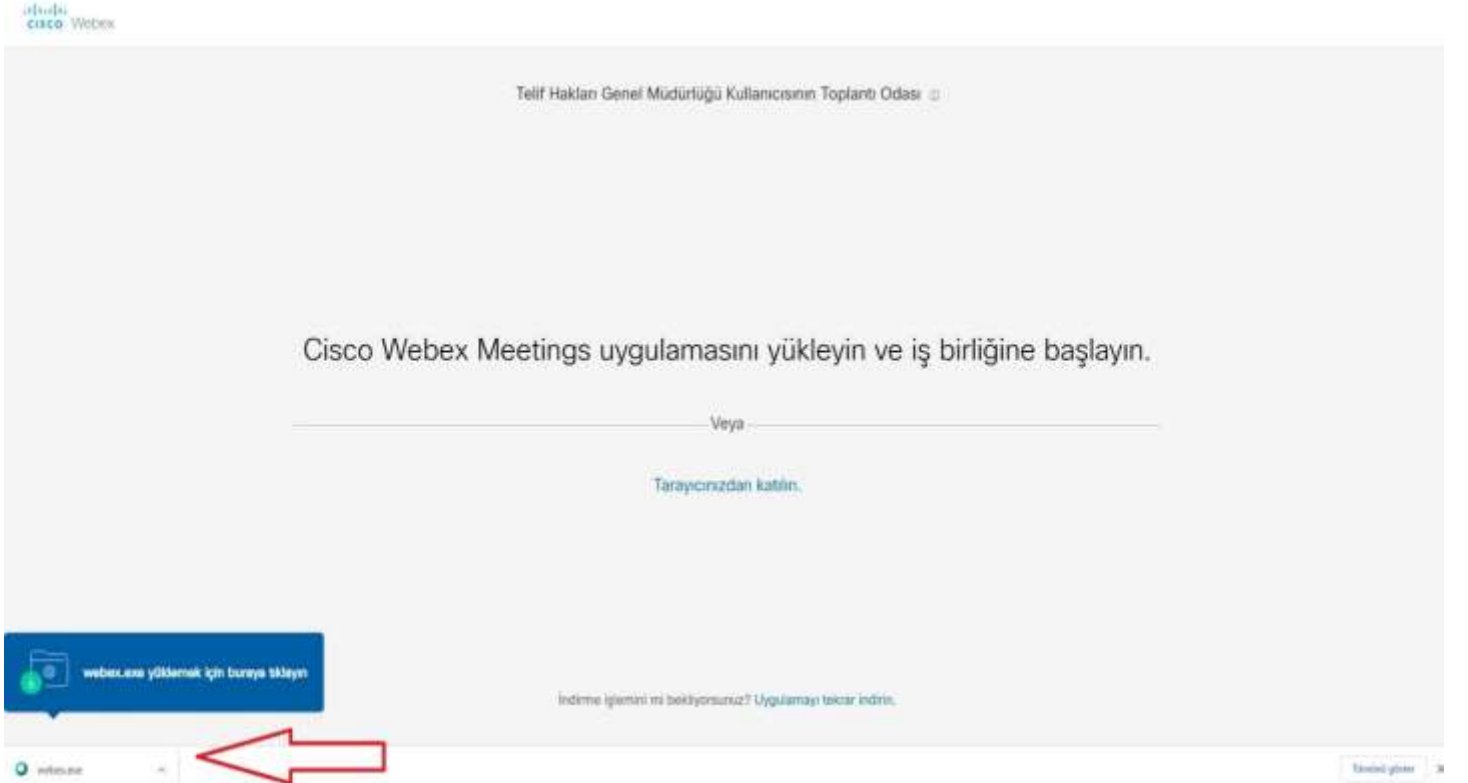 cisco Webex
Telif Hakları Genel Müdürlüğü Kullanıcısının Toplantı Odası
Cisco Webex Meetings uygulamasını yükleyin ve iş birliğine başlayın.
Veya
Tarayıcınızdan katılın.
webex.exe yüklemek için buraya tıklayın
İndirme işlemini mi bekliyorsunuz? Uygulamayı tekrar indirin.
webex.exe
Tümünü göster